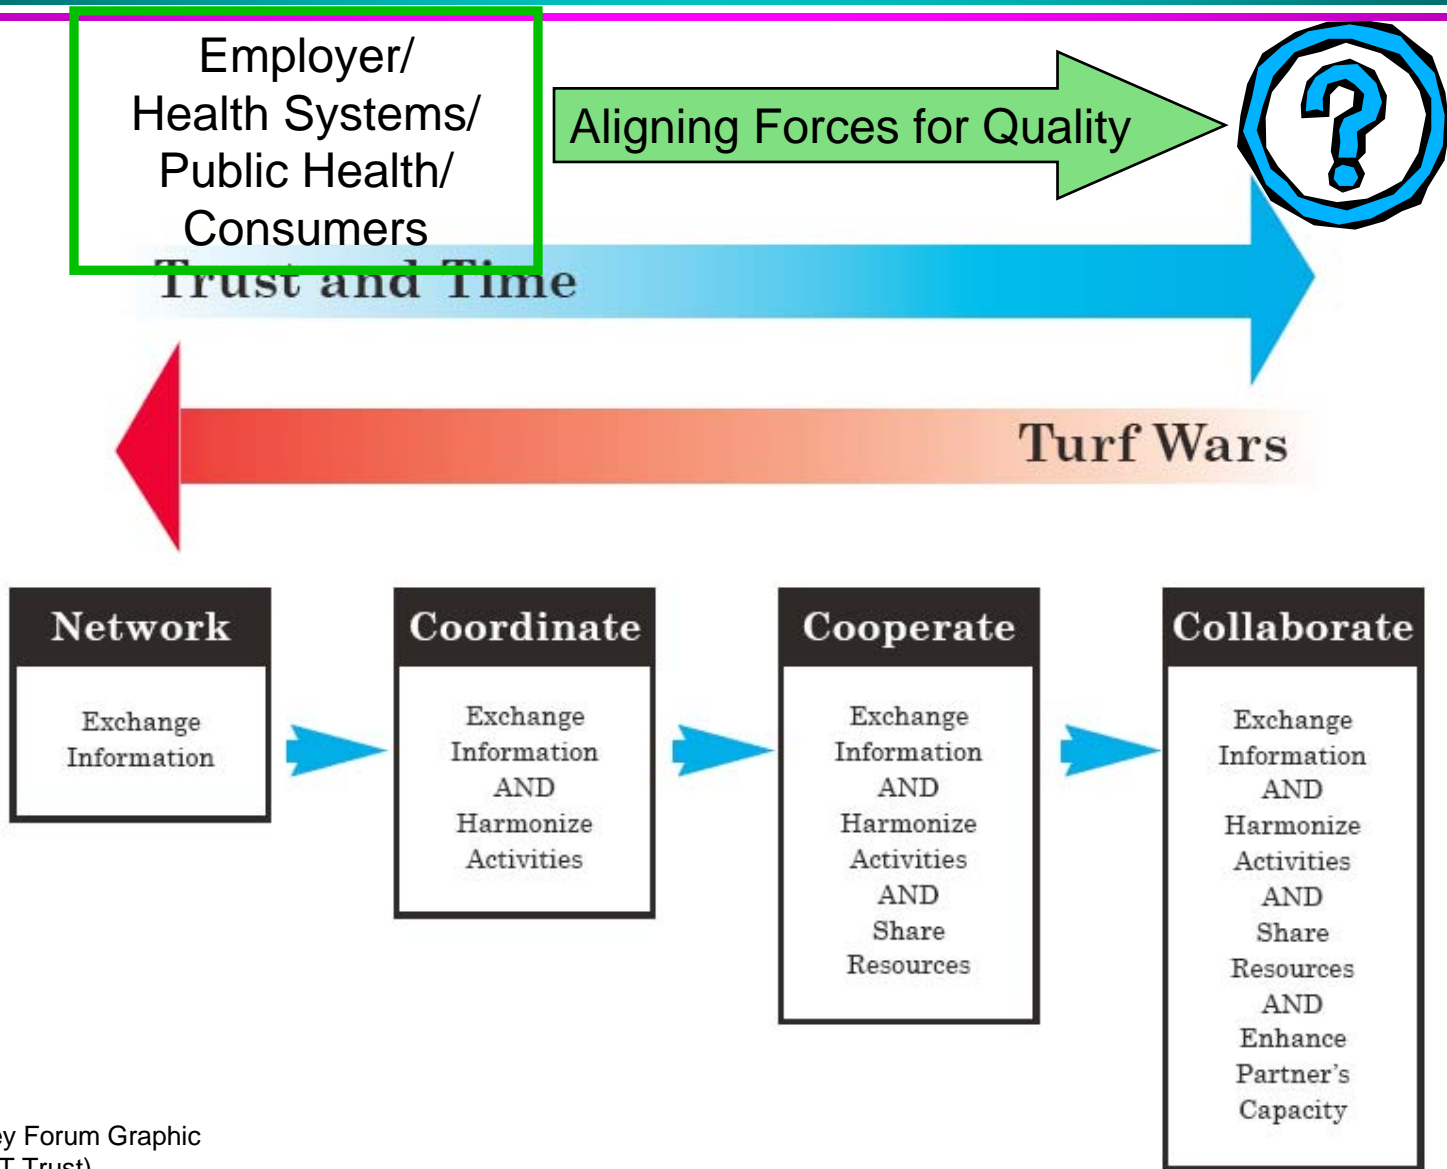 Employer/
Health Systems/
Public Health/
Consumers
Aligning Forces for Quality
?
Trust and Time
Turf Wars
Network
Exchange
Information
Coordinate
Exchange
Information
AND
Harmonize
Activities
Cooperate
Exchange
Information
AND
Harmonize
Activities
AND
Share
Resources
Collaborate
Exchange
Information
AND
Harmonize
Activities
AND
Share
Resources
AND
Enhance
Partner's
Capacity
Forum Graphic
Trust)